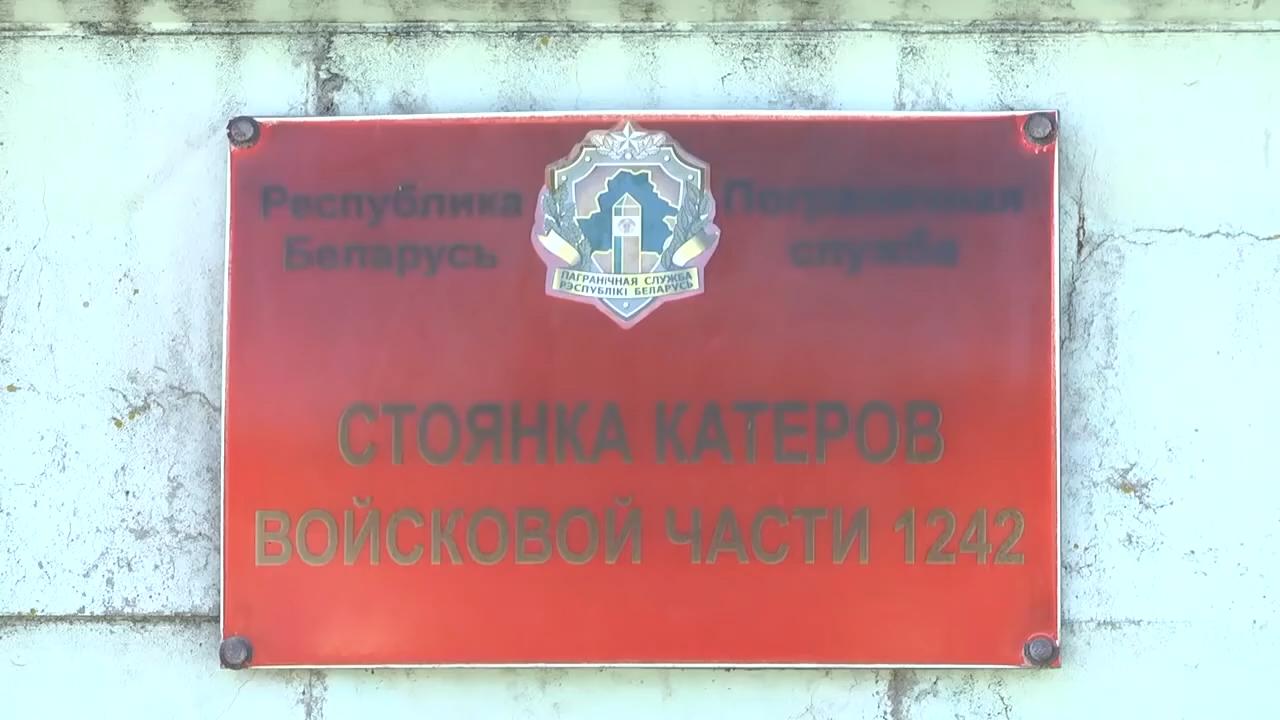 Республика
Беларусь
Пограничная
служба
ПАГРАНІЧНАЯ СЛУЖБА
РЭСПУБЛІКІ БЕЛАРУСЬ
СТОЯНКА КАТЕРОВ
ВОЙСКОВОЙ ЧАСТИ 1242